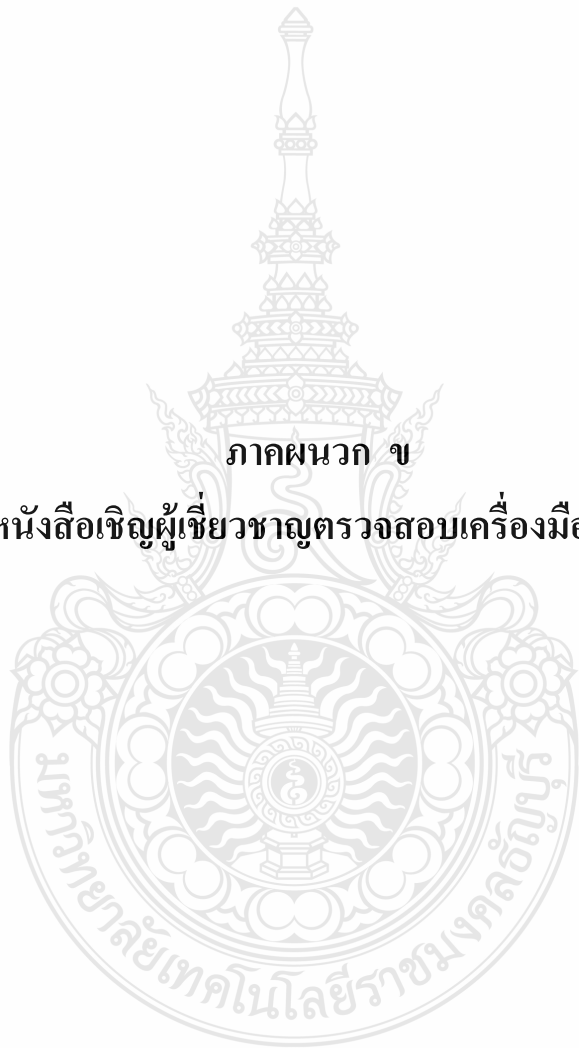 ภาคผนวก ข
หนังสือเชิญผู้เชี่ยวชาญตรวจสอบเครื่องมือ
มหาวิทยาลัยเทคโนโลยีราชมงคลธัญบุรี